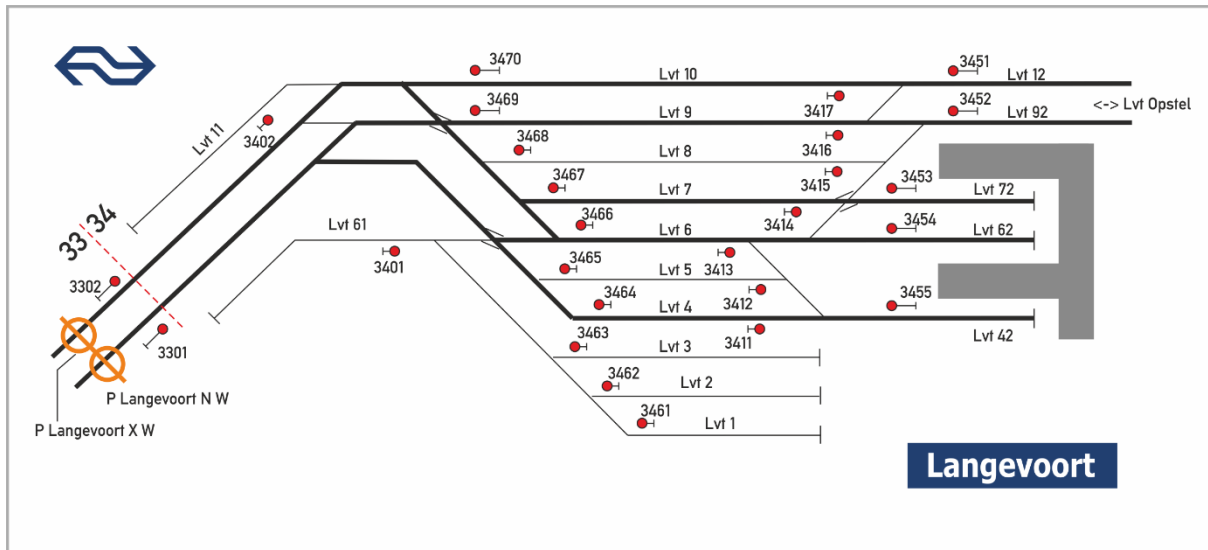 3470
Lvt 10
3451
Lvt 12
3469
Lvt 9
3417
3452
Lvt 92
<-> Lvt Opstel
3402
Lvt 11
3468
Lvt 8
3416
3467
Lvt 7
3415
3453
Lvt 72
33 34
3466
Lvt 6
3414
3454
Lvt 62
Lvt 61
3401
3465
Lvt 5
3413
3302
3464
Lvt 4
3412
3455
Lvt 42
3301
3463
Lvt 3
3411
3462
Lvt 2
P Langevoort N W
3461
Lvt 1
P Langevoort X W
Langevoort